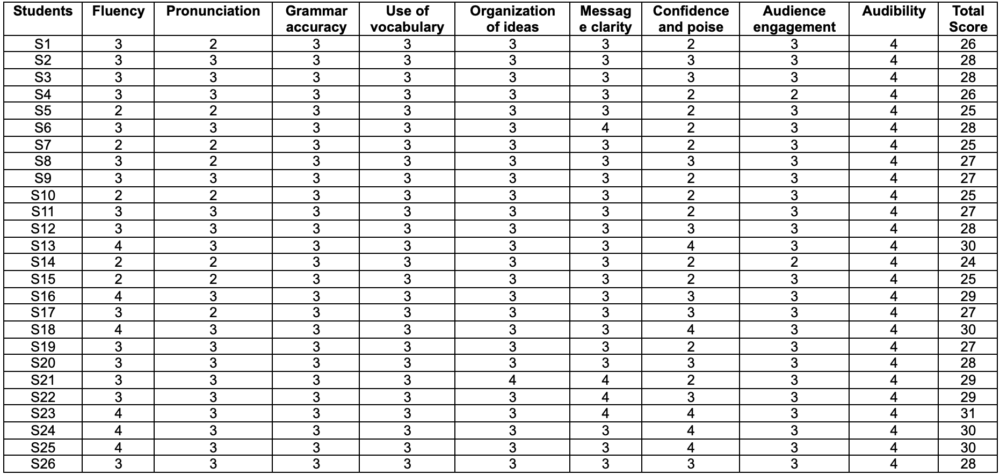 Students Fluency Pronunciation Grammar Use of Organization Messag Confidence Audience Audibility Total
accuracy vocabulary of ideas e clarity and poise engagement Score
S1 3 2 3 3 3 3 2 3 4 26
S2 3 3 3 3 3 3 3 3 4 28
S3 3 3 3 3 3 3 3 3 4 28
S4 3 3 3 3 3 3 2 2 4 26
S5 2 2 3 3 3 3 2 3 4 25
S6 3 3 3 3 3 4 2 3 4 28
S7 2 2 3 3 3 3 2 3 4 25
S8 3 2 3 3 3 3 3 3 4 27
S9 3 3 3 3 3 3 2 3 4 27
S10 2 2 3 3 3 3 2 3 4 25
S11 3 3 3 3 3 3 2 3 4 27
S12 3 3 3 3 3 3 3 3 4 28
S13 4 3 3 3 3 3 4 3 4 30
S14 2 2 3 3 3 3 2 2 4 24
S15 2 2 3 3 3 3 2 3 4 25
S16 4 3 3 3 3 3 3 3 4 29
S17 3 2 3 3 3 3 3 3 4 27
S18 4 3 3 3 3 3 4 3 4 30
S19 3 3 3 3 3 3 2 3 4 27
S20 3 3 3 3 3 3 3 3 4 28
S21 3 3 3 3 4 4 2 3 4 29
S22 3 3 3 3 3 4 3 3 4 29
S23 4 3 3 3 3 4 4 3 4 31
S24 4 3 3 3 3 3 4 3 4 30
S25 4 3 3 3 3 3 4 3 4 30
S26 3 3 3 3 3 3 3 3 4 28